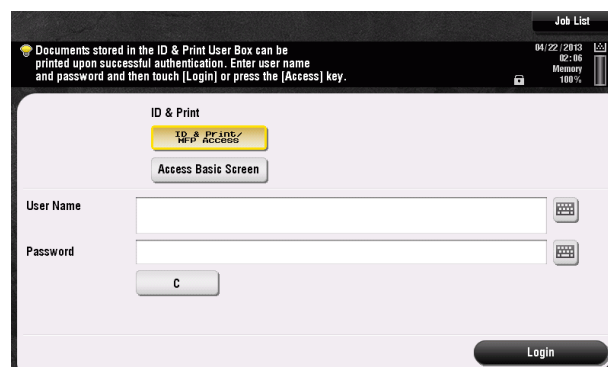 Job List
Documents stored in the ID & Print User Box can be
printed upon successful authentication. Enter user name
and password and then touch [Login] or press the [Access] key.
04/22/2013
02:06
Memory
100%
ID & Print
ID & Print/
MFP Access
Access Basic Screen
User Name
Password
C
Login